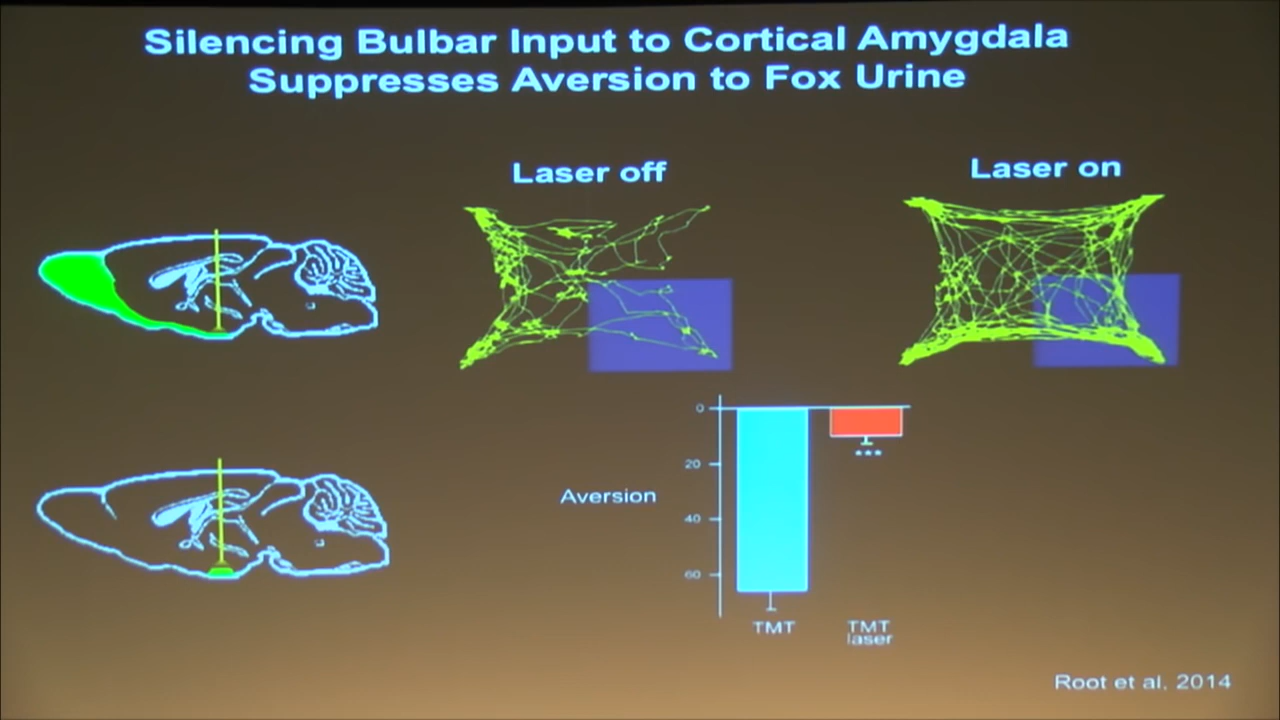 Silencing Bulbar Input to Cortical Amygdala
Suppresses Aversion to Fox Urine
Laser off
Laser on
0
20
40
60
Aversion
***
TMT
TMT
laser
Root et al, 2014